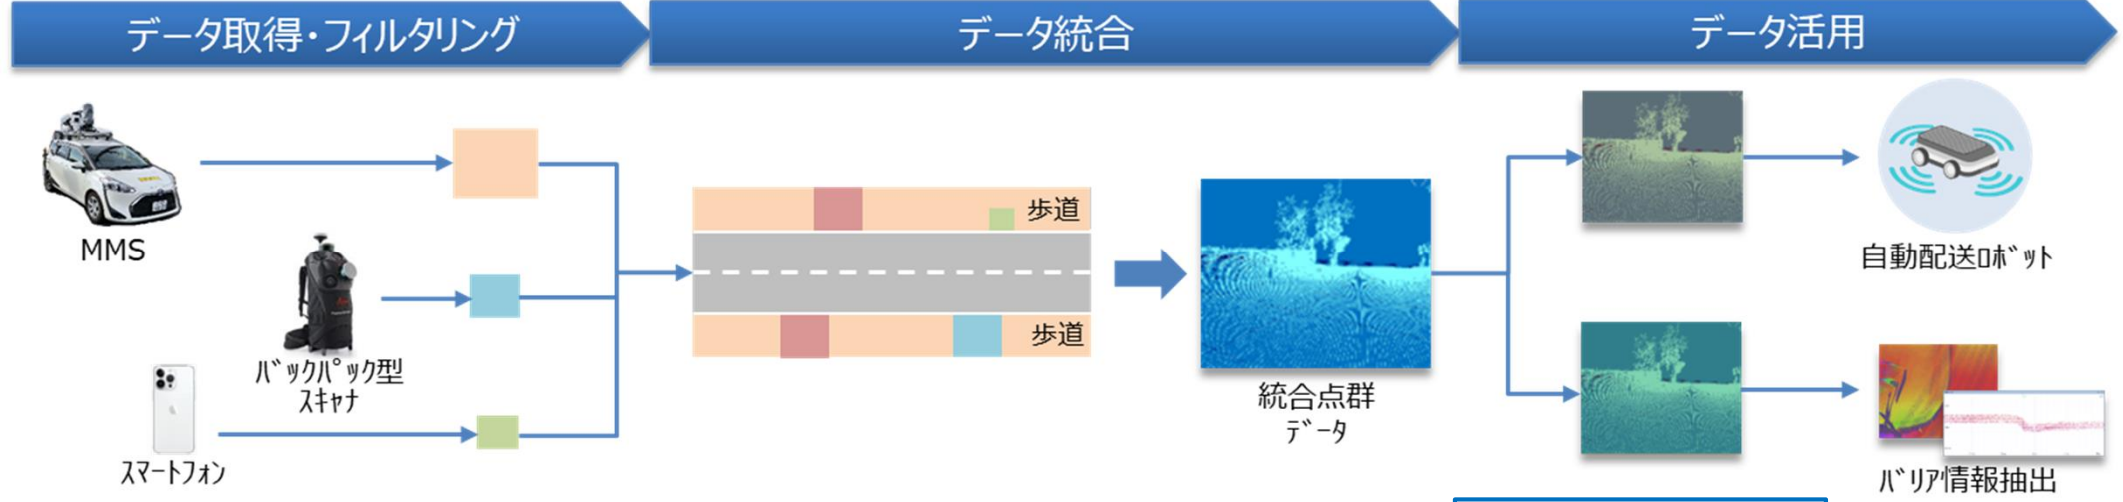 データ取得・フィルタリング
データ統合
データ活用
MMS
ﾊﾞｯｸﾊﾟｯｸ型
ｽｷｬﾅ
ｽﾏｰﾄﾌｫﾝ
歩道
歩道
統合点群
ﾃﾞｰﾀ
自動配送ﾛﾎﾞｯﾄ
ﾊﾞﾘｱ情報抽出